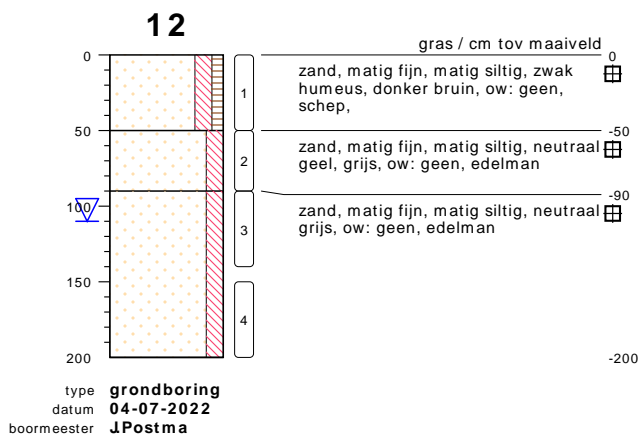 12
gras / cm tov maaiveld
0
0
zand, matig fijn, matig siltig, zwak
humeus, donker bruin, ow: geen,
schep,
1
50
-50
zand, matig fijn, matig siltig, neutraal
geel, grijs, ow: geen, edelman
2
-90
100
zand, matig fijn, matig siltig, neutraal
grijs, ow: geen, edelman
3
150
4
200
-200
type grondboring
datum 04-07-2022
boormeester J.Postma